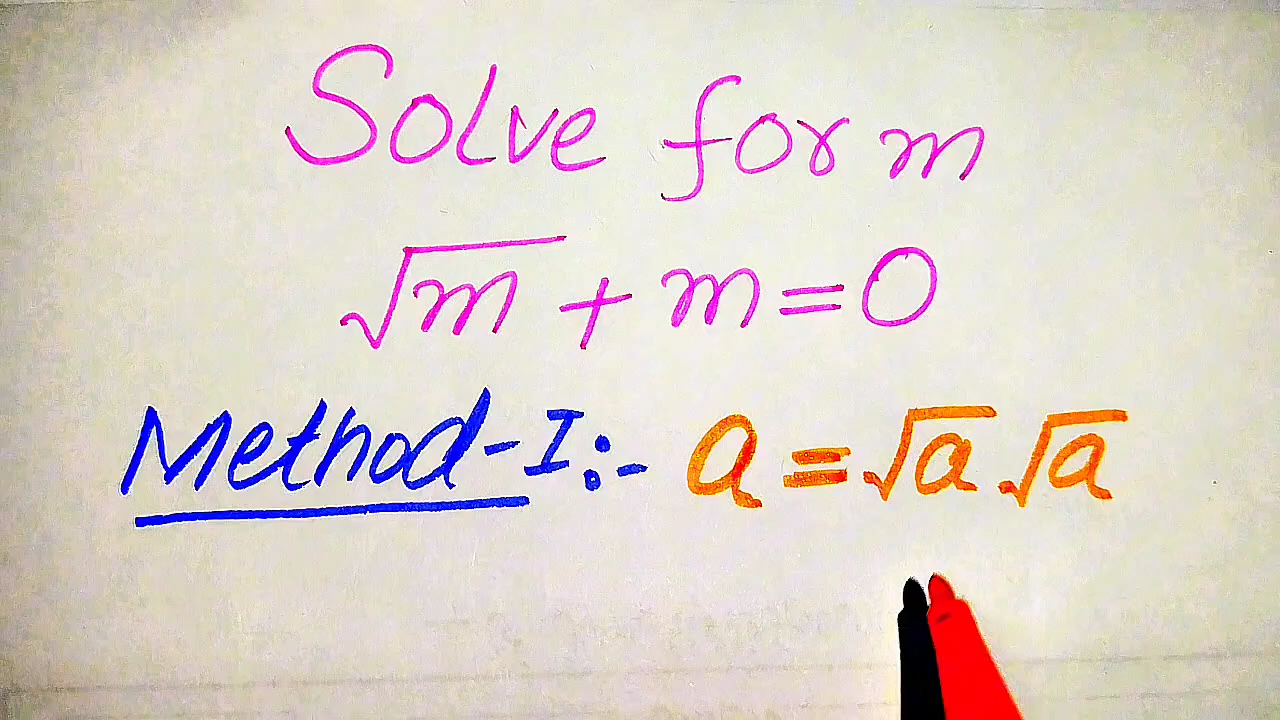 Solve for m
√m + m = 0
Method-I:- a = √a.√a